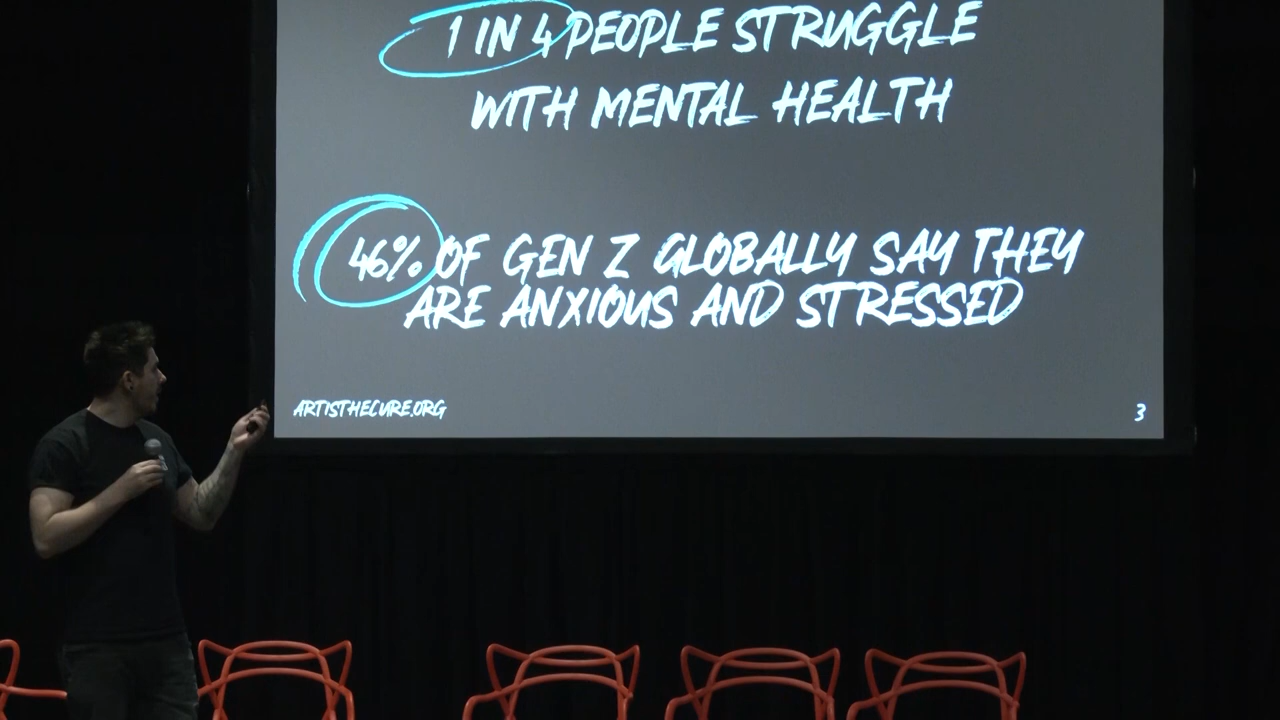 1 IN 4 PEOPLE STRUGGLE
WITH MENTAL HEALTH
46% OF GEN Z GLOBALLY SAY THEY
ARE ANXIOUS AND STRESSED
ARTISTHECURE.ORG
3